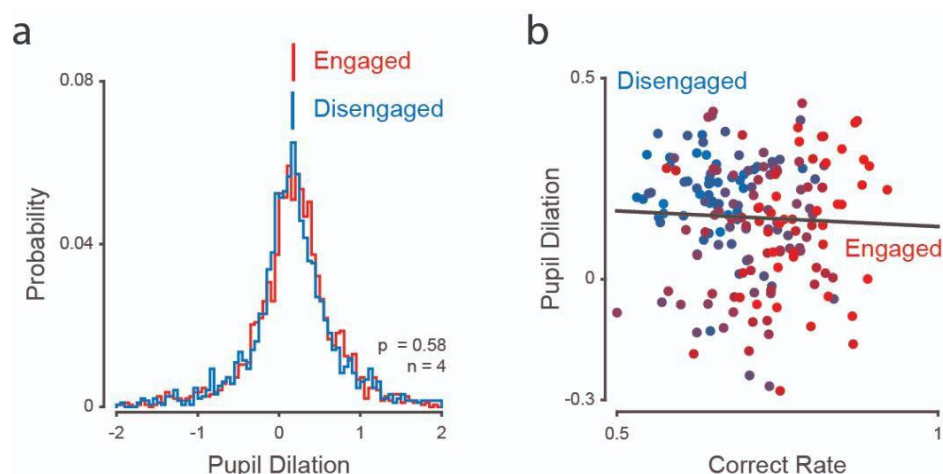 a
Engaged
Disengaged
0.08
0.04
0
Probability
p = 0.58
n = 4
-2
-1
0
1
2
Pupil Dilation
b
0.5
0
-0.3
Pupil Dilation
Disengaged
Engaged
0.5
1
Correct Rate